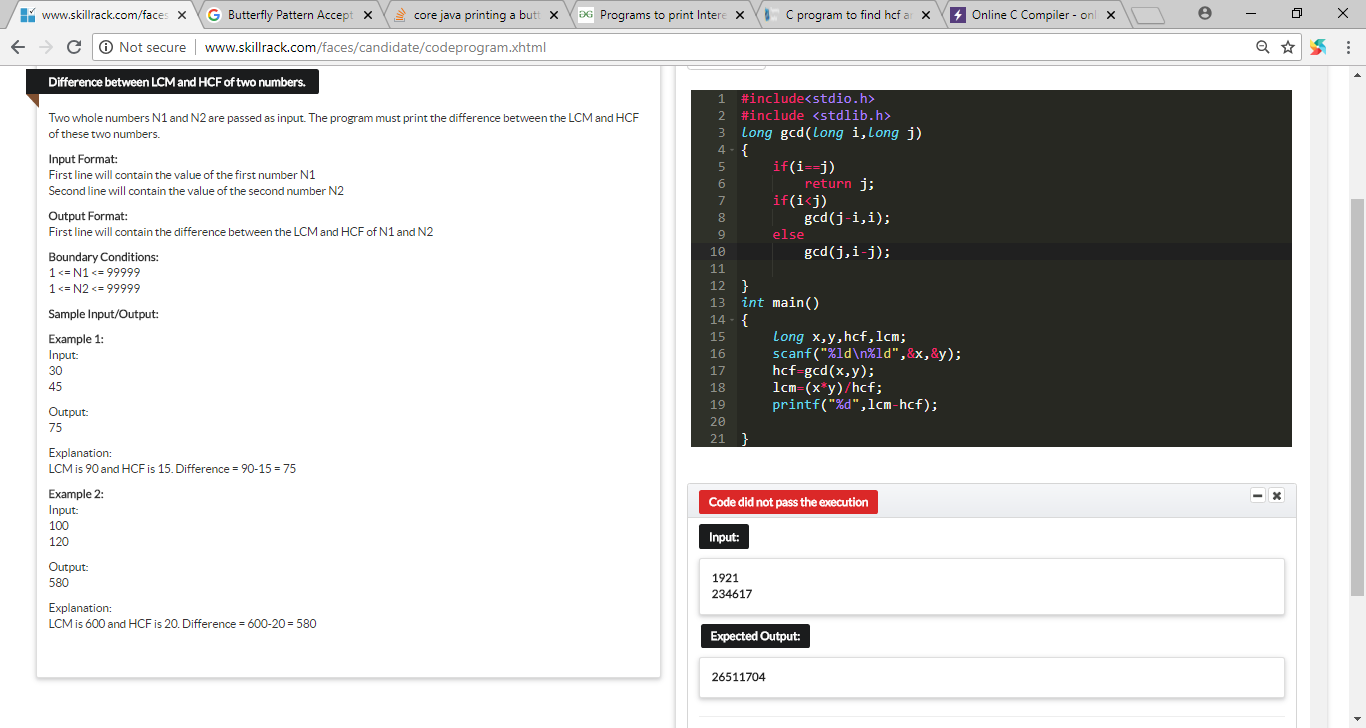 www.skillrack.com/faces
Butterfly Pattern Accept
core java printing a butt
Programs to print Intere
C program to find hcf a
Online C Compiler - onl
Not secure
www.skillrack.com/faces/candidate/codeprogram.xhtml
Difference between LCM and HCF of two numbers.
Two whole numbers N1 and N2 are passed as input. The program must print the difference between the LCM and HCF
of these two numbers.
Input Format:
First line will contain the value of the first number N1
Second line will contain the value of the second number N2
Output Format:
First line will contain the difference between the LCM and HCF of N1 and N2
Boundary Conditions:
1 <= N1 <= 99999
1 <= N2 <= 99999
Sample Input/Output:
Example 1:
Input:
30
45
Output:
75
Explanation:
LCM is 90 and HCF is 15. Difference = 90-15 = 75
Example 2:
Input:
100
120
Output:
580
Explanation:
LCM is 600 and HCF is 20. Difference = 600-20 = 580
1 #include<stdio.h>
2 #include <stdlib.h>
3 long gcd(long i,long j)
4 {
5 if(i==j)
6 return j;
7 if(i<j)
8 gcd(j-i,i);
9 else
10 gcd(j,i-j);
11
12 }
13 int main()
14 {
15 long x,y,hcf,lcm;
16 scanf("%ld\n%ld",&x,&y);
17 hcf=gcd(x,y);
18 lcm=(x*y)/hcf;
19 printf("%d",lcm-hcf);
20
21 }
Code did not pass the execution
Input:
1921
234617
Expected Output:
26511704